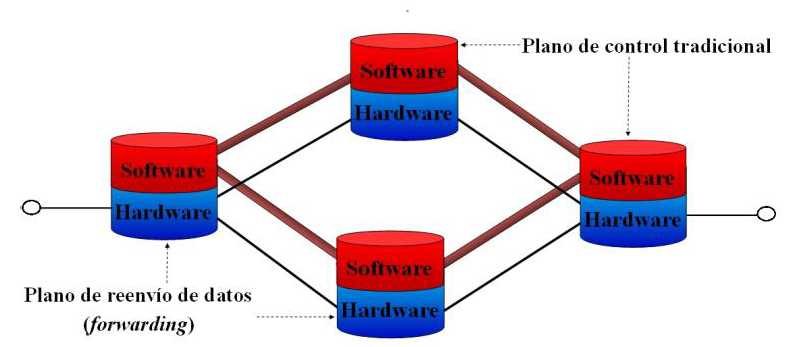 Plano de control tradicional
Software
Hardware
Software
Hardware
Software
Hardware
Software
Hardware
Plano de reenvío de datos
(forwarding)